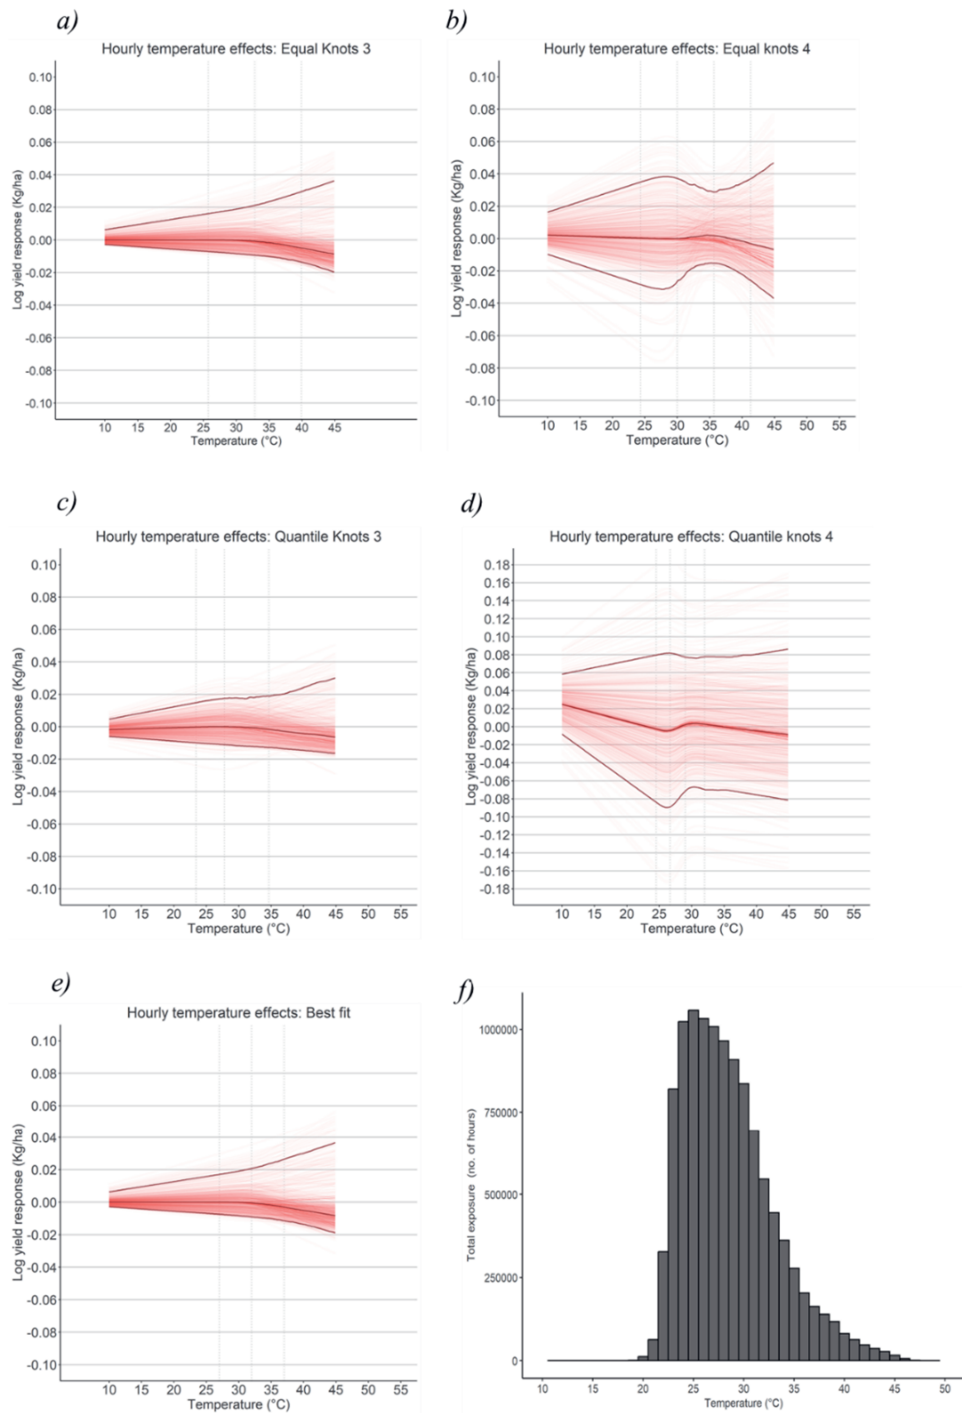 a)
Hourly temperature effects: Equal Knots 3
0.10
0.08
0.06
0.04
0.02
0.00
-0.02
-0.04
-0.06
-0.08
-0.10
Log yield response (Kg/ha)
10 15 20 25 30 35 40 45
Temperature (°C)
b)
Hourly temperature effects: Equal knots 4
0.10
0.08
0.06
0.04
0.02
0.00
-0.02
-0.04
-0.06
-0.08
-0.10
Log yield response (Kg/ha)
10 15 20 25 30 35 40 45 50 55
Temperature (°C)
c)
Hourly temperature effects: Quantile Knots 3
0.10
0.08
0.06
0.04
0.02
0.00
-0.02
-0.04
-0.06
-0.08
-0.10
Log yield response (Kg/ha)
10 15 20 25 30 35 40 45 50 55
Temperature (°C)
d)
Hourly temperature effects: Quantile knots 4
0.18
0.16
0.14
0.12
0.10
0.08
0.06
0.04
0.02
0.00
-0.02
-0.04
-0.06
-0.08
-0.10
-0.12
-0.14
-0.16
-0.18
Log yield response (Kg/ha)
10 15 20 25 30 35 40 45 50 55
Temperature (°C)
e)
Hourly temperature effects: Best fit
0.10
0.08
0.06
0.04
0.02
0.00
-0.02
-0.04
-0.06
-0.08
-0.10
Log yield response (Kg/ha)
10 15 20 25 30 35 40 45 50 55
Temperature (°C)
f)
1000000
750000
500000
250000
0
Total exposure (no. of hours)
10 15 20 25 30 35 40 45 50
Temperature (°C)